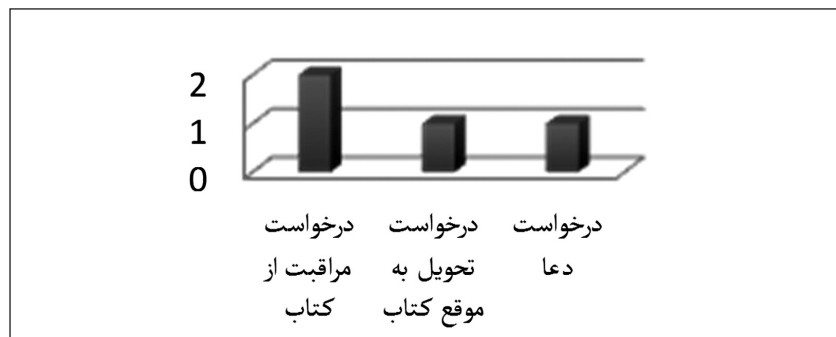 2
1
0
درخواست
مراقبت از
کتاب
درخواست
تحویل به
موقع کتاب
درخواست
دعا